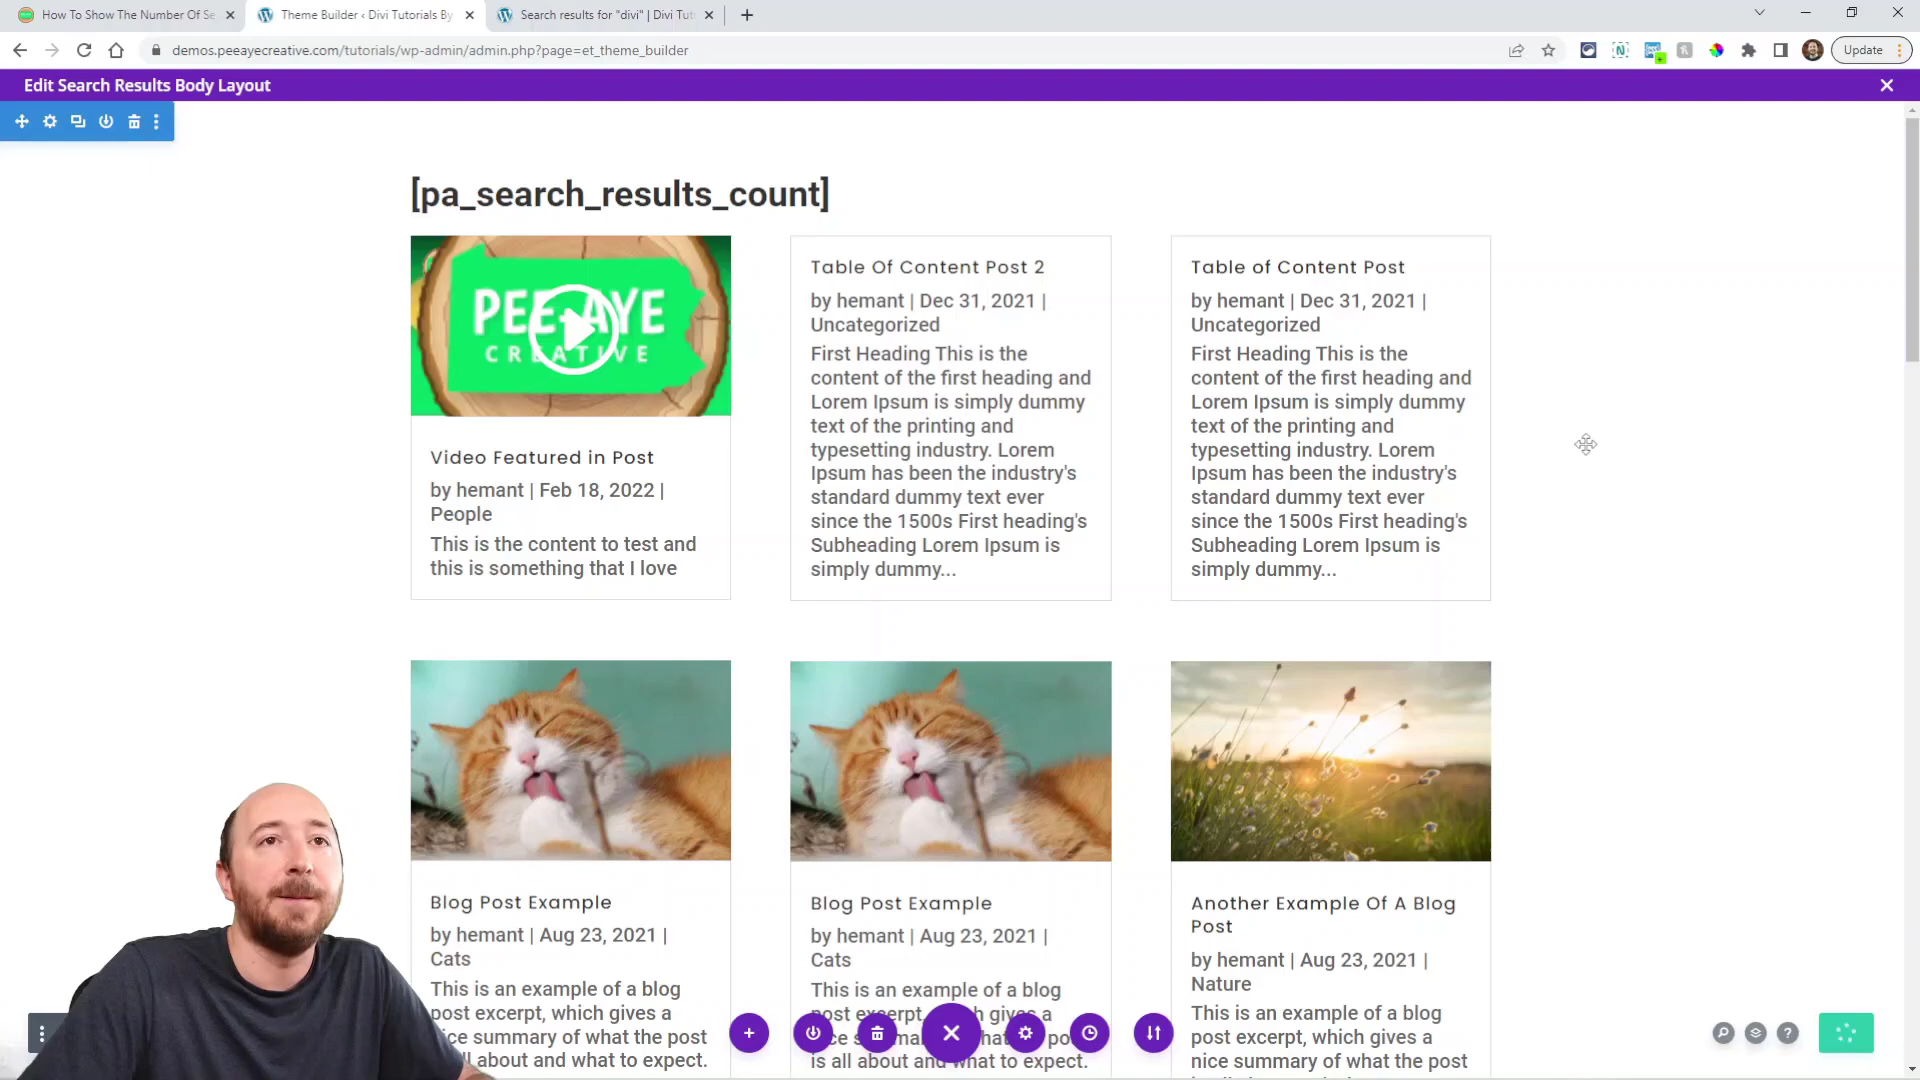 How To Show The Number Of Se
Theme Builder ‹ Divi Tutorials By
Search results for "divi" | Divi Tut
demos.peeayecreative.com/tutorials/wp-admin/admin.php?page=et_theme_builder
Update
Edit Search Results Body Layout
[pa_search_results_count]
PEE-AYE
CREATIVE
Video Featured in Post
by hemant | Feb 18, 2022 |
People
This is the content to test and
this is something that I love
Table Of Content Post 2
by hemant | Dec 31, 2021 |
Uncategorized
First Heading This is the
content of the first heading and
Lorem Ipsum is simply dummy
text of the printing and
typesetting industry. Lorem
Ipsum has been the industry's
standard dummy text ever
since the 1500s First heading's
Subheading Lorem Ipsum is
simply dummy...
Table of Content Post
by hemant | Dec 31, 2021 |
Uncategorized
First Heading This is the
content of the first heading and
Lorem Ipsum is simply dummy
text of the printing and
typesetting industry. Lorem
Ipsum has been the industry's
standard dummy text ever
since the 1500s First heading's
Subheading Lorem Ipsum is
simply dummy...
Blog Post Example
by hemant | Aug 23, 2021 |
Cats
This is an example of a blog
post excerpt, which gives a
ice summary of what the post
all about and what to expect.
Blog Post Example
by hemant | Aug 23, 2021 |
Cats
This is an example of a blog
post excerpt, which gives a
is all about and what to expect.
Another Example Of A Blog
Post
by hemant | Aug 23, 2021 |
Nature
This is an example of a blog
post excerpt, which gives a
nice summary of what the post